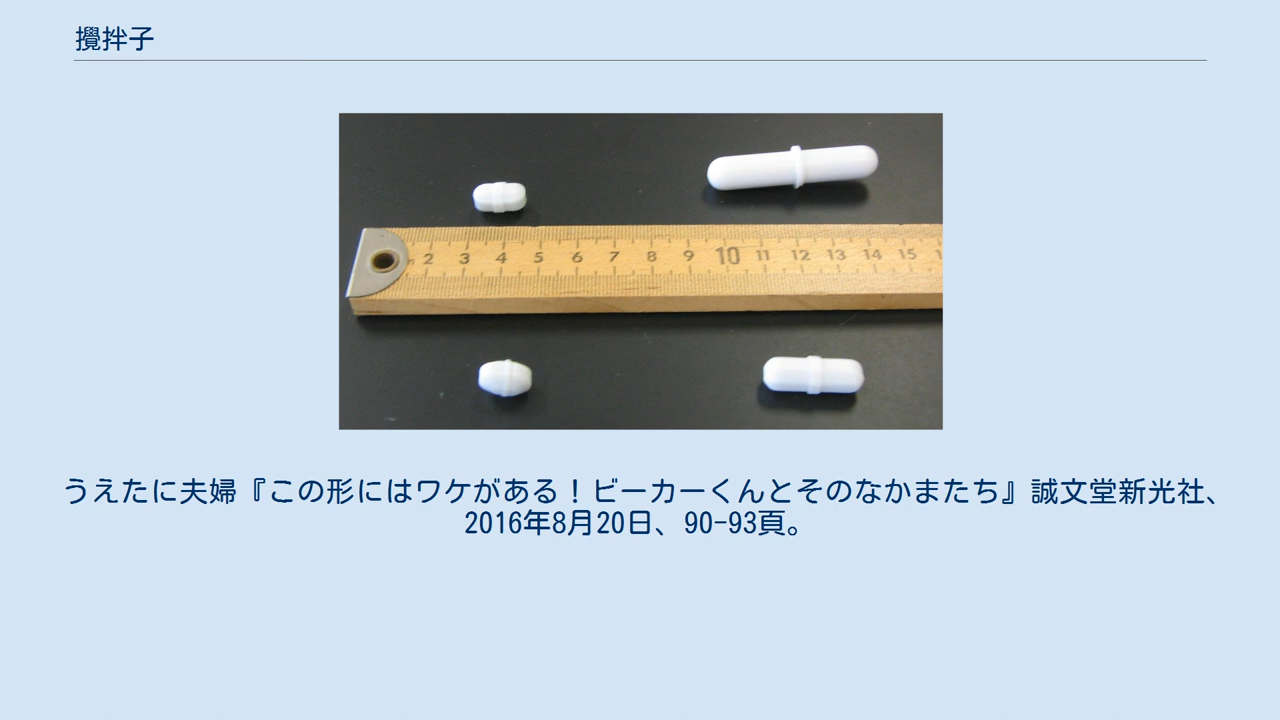 攪拌子
2 3 4 5 6 7 8 9 10 11 12 13 14 15
うえたに夫婦『この形にはワケがある！ビーカーくんとそのなかまたち』誠文堂新光社、
2016年8月20日、90-93頁。